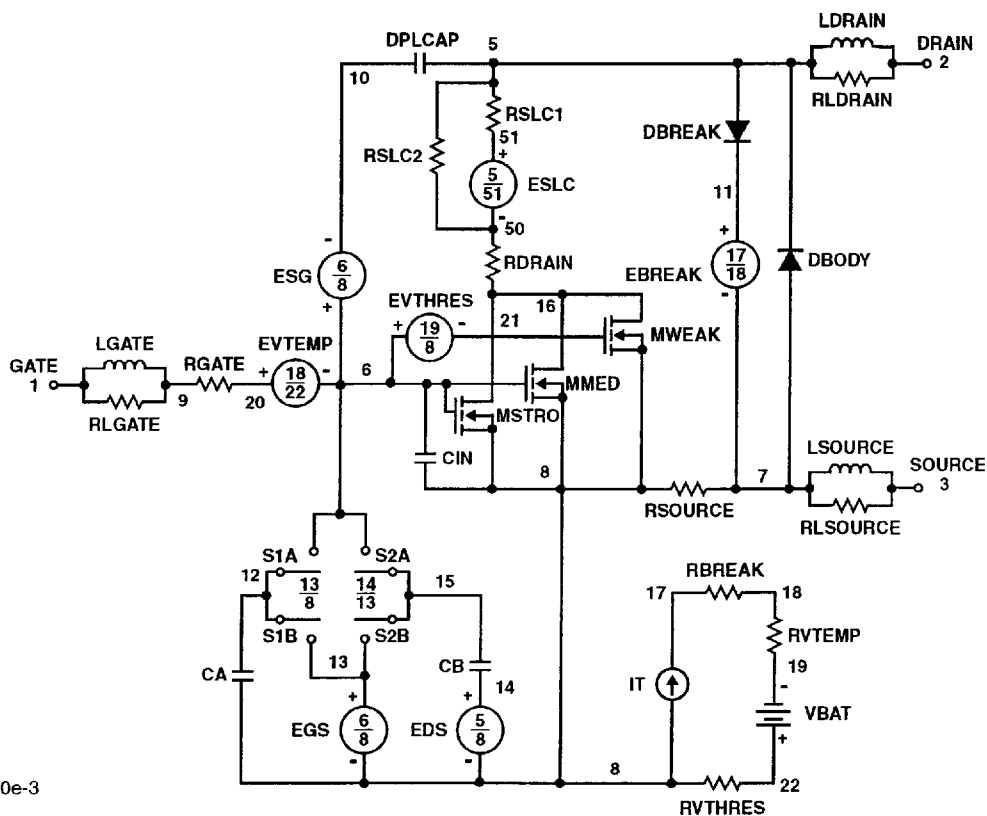 LDRAIN
DPLCAP 5 DRAIN
10 2
RSLC1 RLDRAIN
DBREAK
51
+
RSLC2
5
51
ESLC
11
-
50
-
+
RDRAIN
17
18
6
8
ESG
EBREAK
DBODY
-
+
EVTHRES
16
21
+ 19
8 -
MWEAK
LGATE
EVTEMP
GATE
1
RGATE
+ 18
22 -
6
MMED
9
20
RLGATE
MSTRO
LSOURCE
CIN
8
7
SOURCE
3
RSOURCE
RLSOURCE
S1A S2A
12
13
8
14
13
15
RBREAK
17 18
S1B S2B
RVTEMP
13
CB
19
CA
14
IT
-
+
+
VBAT
EGS
6
8
EDS
5
8
+
-
-
8
22
0e-3
RVTHRES